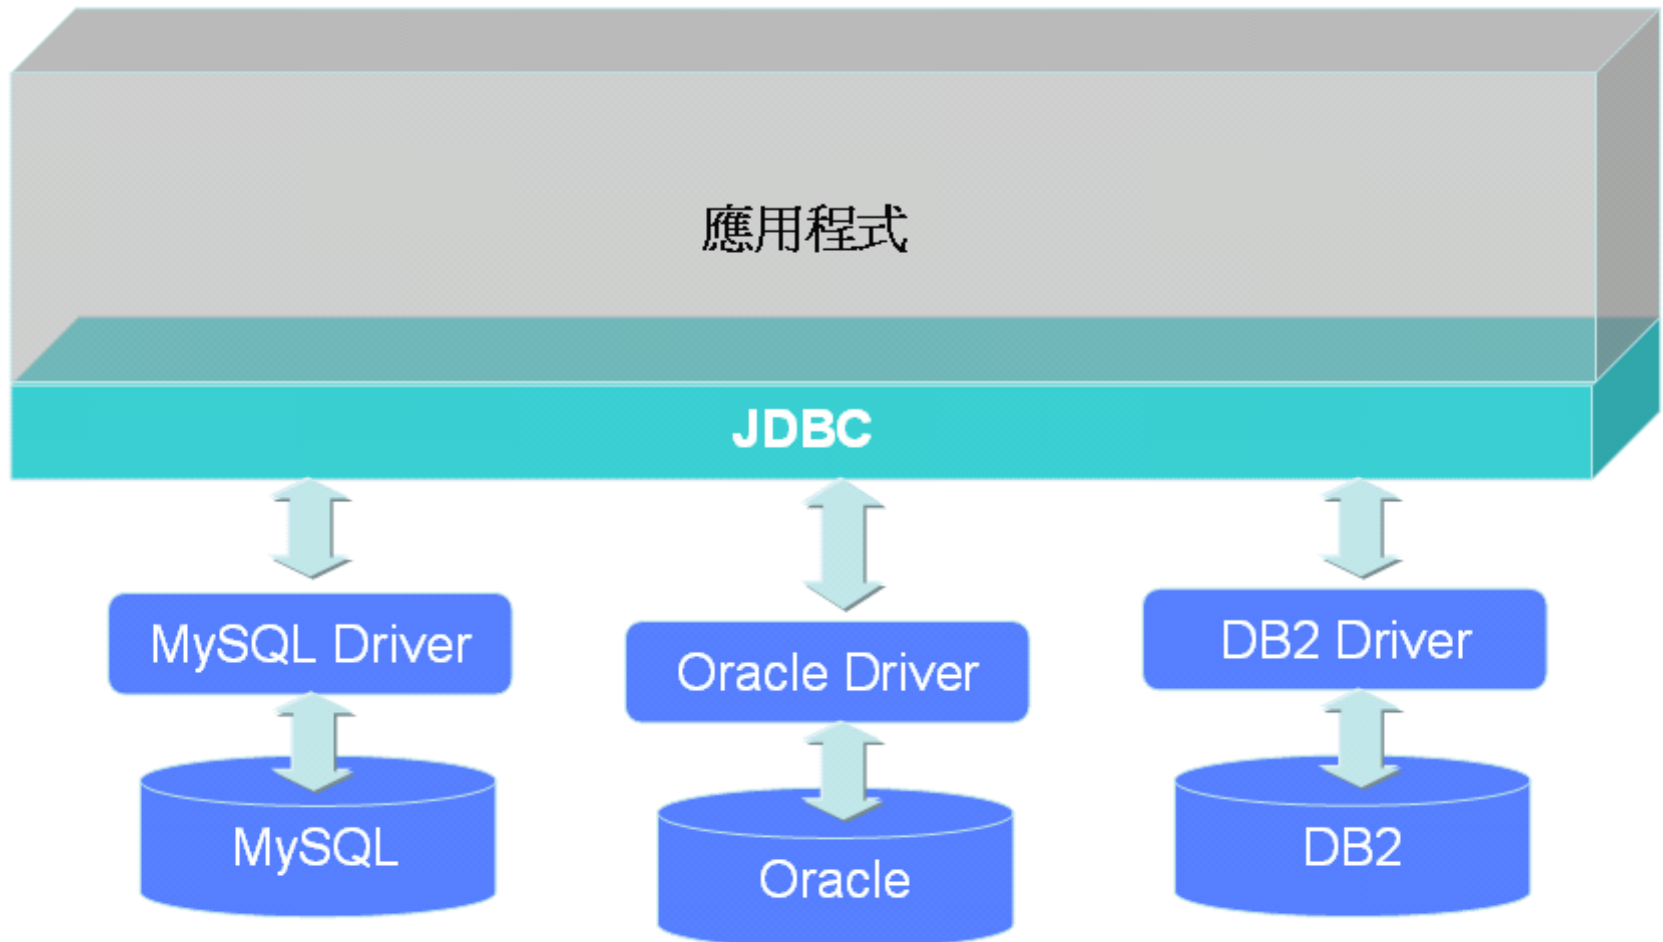 應用程式
JDBC
MySQL Driver
Oracle Driver
DB2 Driver
MySQL
Oracle
DB2